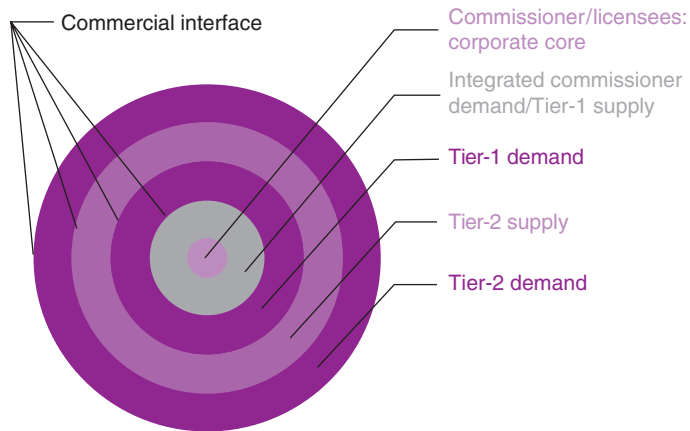 Commercial interface
Commissioner/licensees:
corporate core
Integrated commissioner
demand/Tier-1 supply
Tier-1 demand
Tier-2 supply
Tier-2 demand